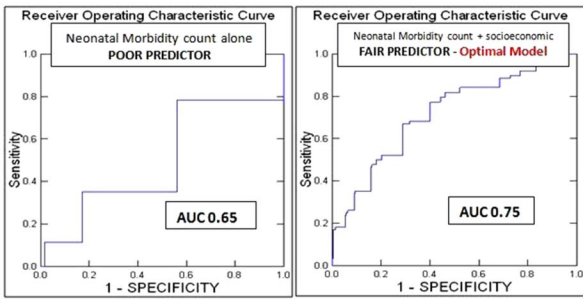 Receiver Operating Characteristic Curve
Neonatal Morbidity count alone
POOR PREDICTOR
1.0
0.8
0.6
0.4
0.2
0.0
Sensitivity
AUC 0.65
0.0 0.2 0.4 0.6 0.8 1.0
1 - SPECIFICITY
Receiver Operating Characteristic Curve
Neonatal Morbidity count + socioeconomic
FAIR PREDICTOR - Optimal Model
1.0
0.8
0.6
0.4
0.2
0.0
Sensitivity
AUC 0.75
0.0 0.2 0.4 0.6 0.8 1.0
1 - SPECIFICITY